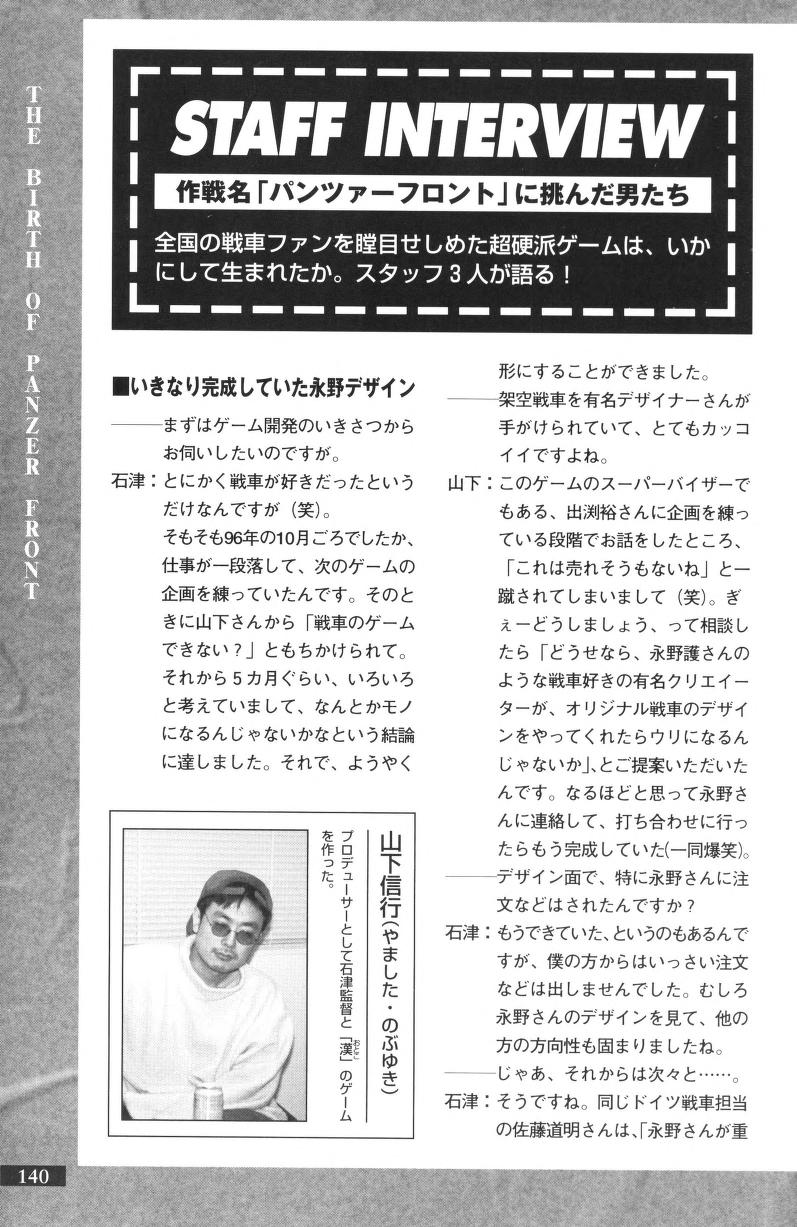 THE BIRTH OF PANZER FRONT
STAFF INTERVIEW
作戦名「パンツァーフロント」に挑んだ男たち
全国の戦車ファンを瞠目せしめた超硬派ゲームは、いか
にして生まれたか。スタッフ3人が語る！
■いきなり完成していた永野デザイン
――まずはゲーム開発のいきさつから
お伺いしたいのですが。
石津：とにかく戦車が好きだったという
だけなんですが（笑）。
そもそも96年の10月ごろでしたか、
仕事が一段落して、次のゲームの
企画を練っていたんです。そのと
きに山下さんから「戦車のゲーム
できない？」ともちかけられて。
それから5カ月ぐらい、いろいろ
と考えていまして、なんとかモノ
になるんじゃないかなという結論
に達しました。それで、ようやく
山下信行（やました・のぶゆき）
プロデューサーとして石津監督と「漢」のゲーム
おとこ
を作った。
形にすることができました。
――架空戦車を有名デザイナーさんが
手がけられていて、とてもカッコ
イイですよね。
山下：このゲームのスーパーバイザーで
もある、出渕裕さんに企画を練っ
ている段階でお話をしたところ、
「これは売れそうもないね」と一
蹴されてしまいまして（笑）。ぎ
ぇーどうしましょう、って相談し
たら「どうせなら、永野護さんの
ような戦車好きの有名クリエイー
ターが、オリジナル戦車のデザイ
ンをやってくれたらウリになるん
じゃないか」、とご提案いただいた
んです。なるほどと思って永野さ
んに連絡して、打ち合わせに行っ
たらもう完成していた（一同爆笑）。
――デザイン面で、特に永野さんに注
文などはされたんですか？
石津：もうできていた、というのもあるんで
すが、僕の方からはいっさい注文
などは出しませんでした。むしろ
永野さんのデザインを見て、他の
方の方向性も固まりましたね。
――じゃあ、それからは次々と……。
石津：そうですね。同じドイツ戦車担当
の佐藤道明さんは、「永野さんが重
140